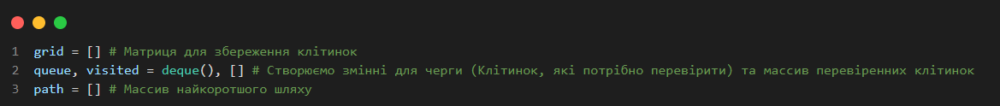 1 grid = [] # Матриця для збереження клітинок
2 queue, visited = deque(), [] # Створюємо змінні для черги (Клітинок, які потрібно перевірити) та массив перевіренних клітинок
3 path = [] # Массив найкоротшого шляху